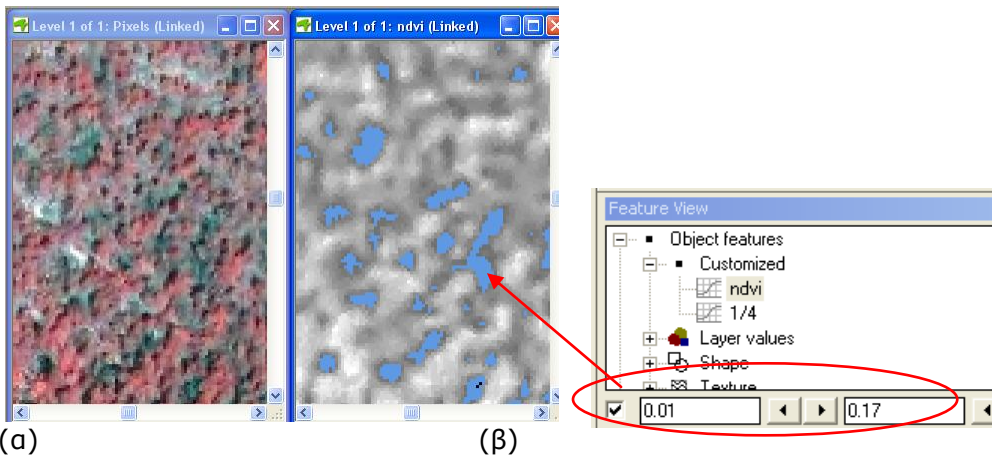 Level 1 of 1: Pixels (Linked)
Level 1 of 1: ndvi (Linked)
Feature View
Object features
Customized
ndvi
1/4
Layer values
Shape
Texture
0.01
0.17
(α)
(β)